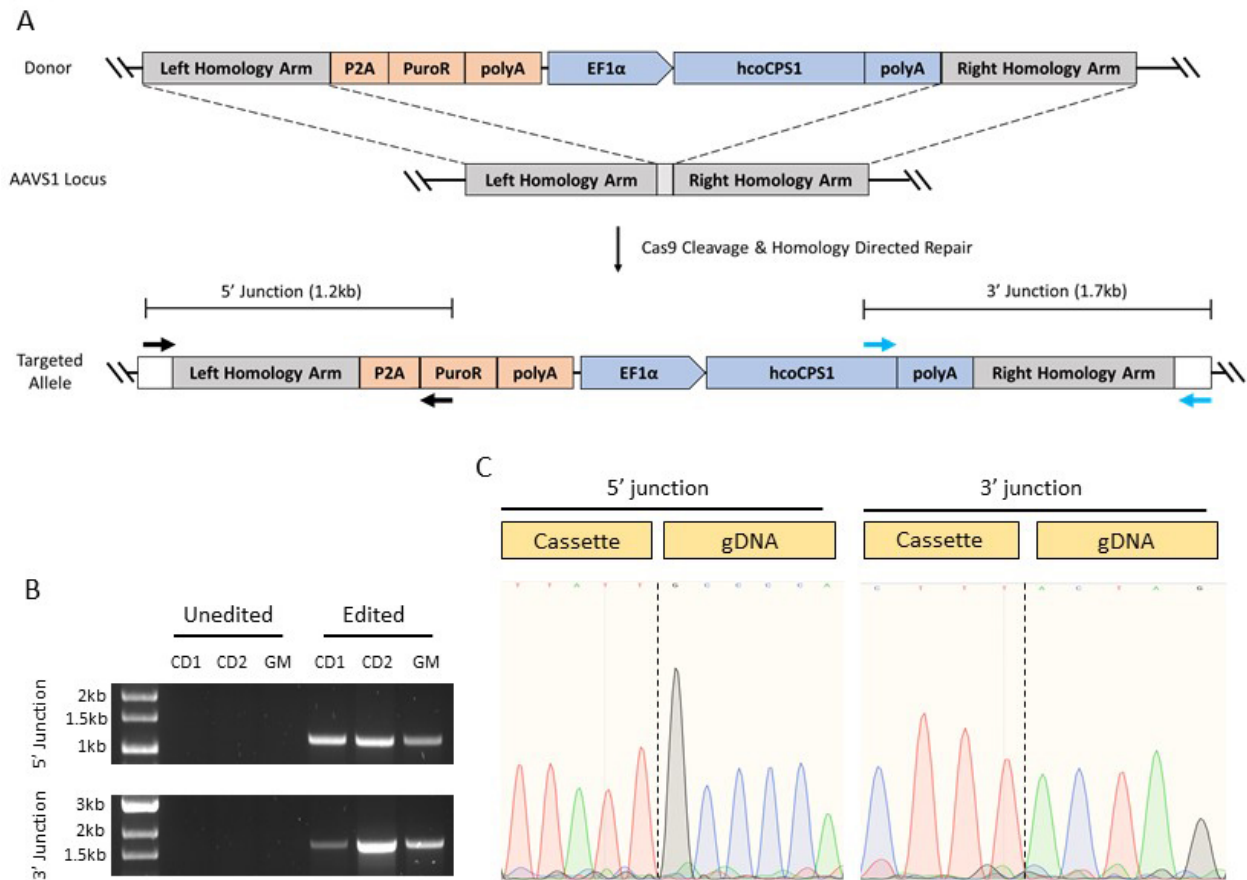 A
Donor
Left Homology Arm P2A PuroR polyA EF1α hcoCPS1 polyA Right Homology Arm
AAVS1 Locus
Left Homology Arm Right Homology Arm
Cas9 Cleavage & Homology Directed Repair
5' Junction (1.2kb) 3' Junction (1.7kb)
Targeted
Allele
Left Homology Arm P2A PuroR polyA EF1α hcoCPS1 polyA Right Homology Arm
B
Unedited Edited
CD1 CD2 GM CD1 CD2 GM
5' Junction
2kb
1.5kb
1kb
3' Junction
3kb
2kb
1.5kb
C
5' junction 3' junction
Cassette gDNA Cassette gDNA
T T A T T G C C C C A C T T T A C T A G